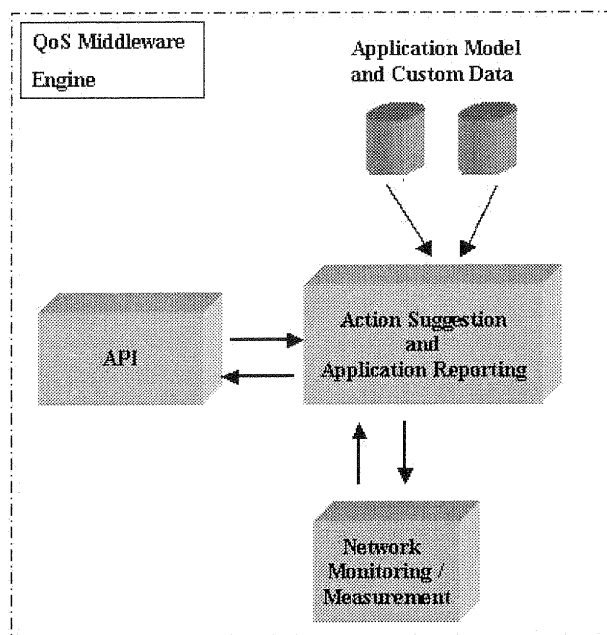 QoS Middleware
Engine
Application Model
and Custom Data
Action Suggestion
and
Application Reporting
API
Network
Monitoring /
Measurement